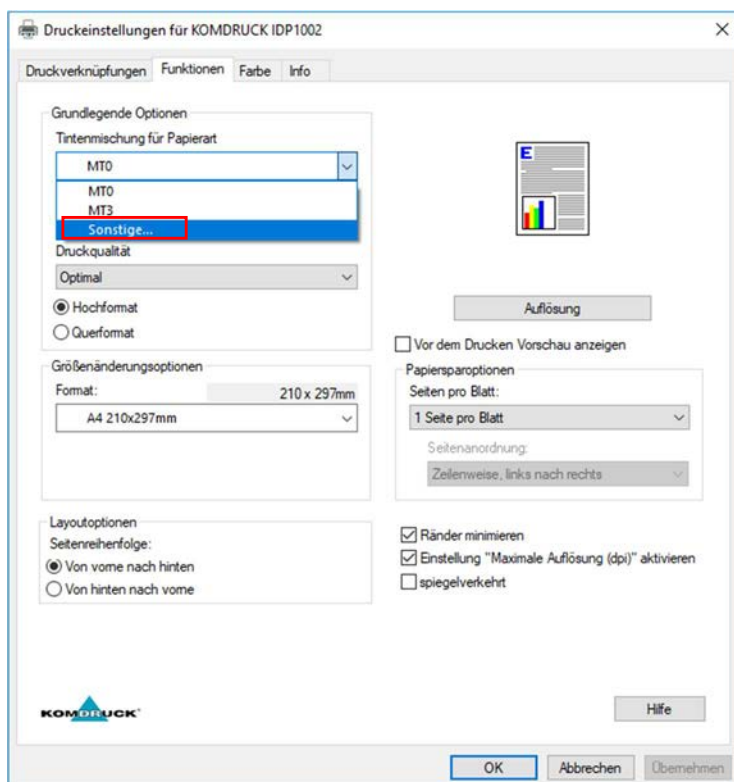 Druckeinstellungen für KOMDRUCK IDP1002
Druckverknüpfungen Funktionen Farbe Info
Grundlegende Optionen
Tintenmischung für Papierart
MT0
MT0
MT3
Sonstige...
Druckqualität
Optimal
Hochformat
Querformat
Größenänderungsoptionen
Format: 210 x 297mm
A4 210x297mm
Layoutoptionen
Seitenreihenfolge:
Von vorne nach hinten
Von hinten nach vorne
E
Auflösung
Vor dem Drucken Vorschau anzeigen
Papiersparoptionen
Seiten pro Blatt:
1 Seite pro Blatt
Seitenanordnung:
Zeilenweise, links nach rechts
Ränder minimieren
Einstellung "Maximale Auflösung (dpi)" aktivieren
spiegelverkehrt
KOMDRUCK
Hilfe
OK Abbrechen Übernehmen